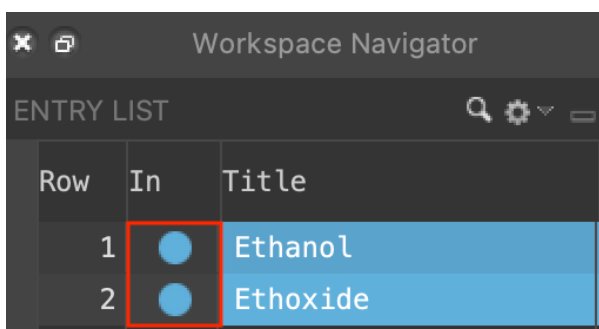 Workspace Navigator
ENTRY LIST
Row In Title
1 Ethanol
2 Ethoxide